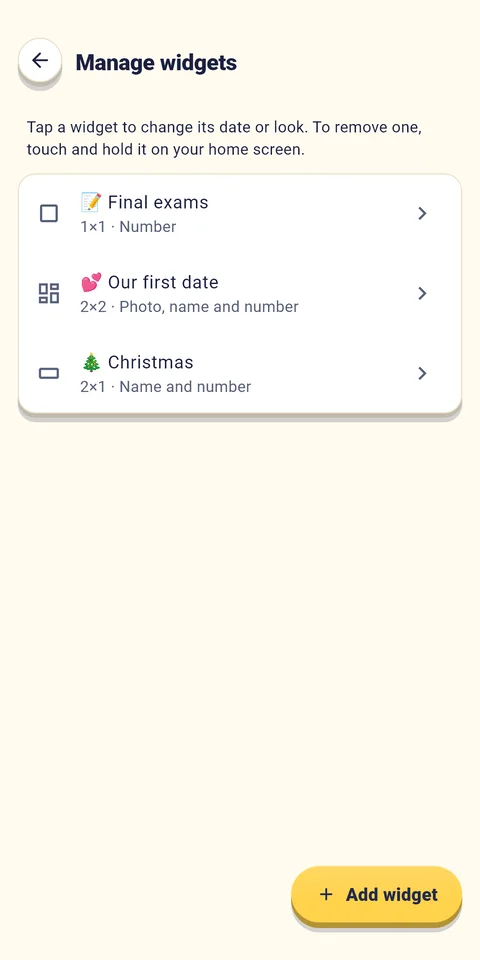 Manage widgets
Tap a widget to change its date or look. To remove one,
touch and hold it on your home screen.
📝 Final exams
1×1 · Number
💕 Our first date
2×2 · Photo, name and number
🎄 Christmas
2×1 · Name and number
+ Add widget